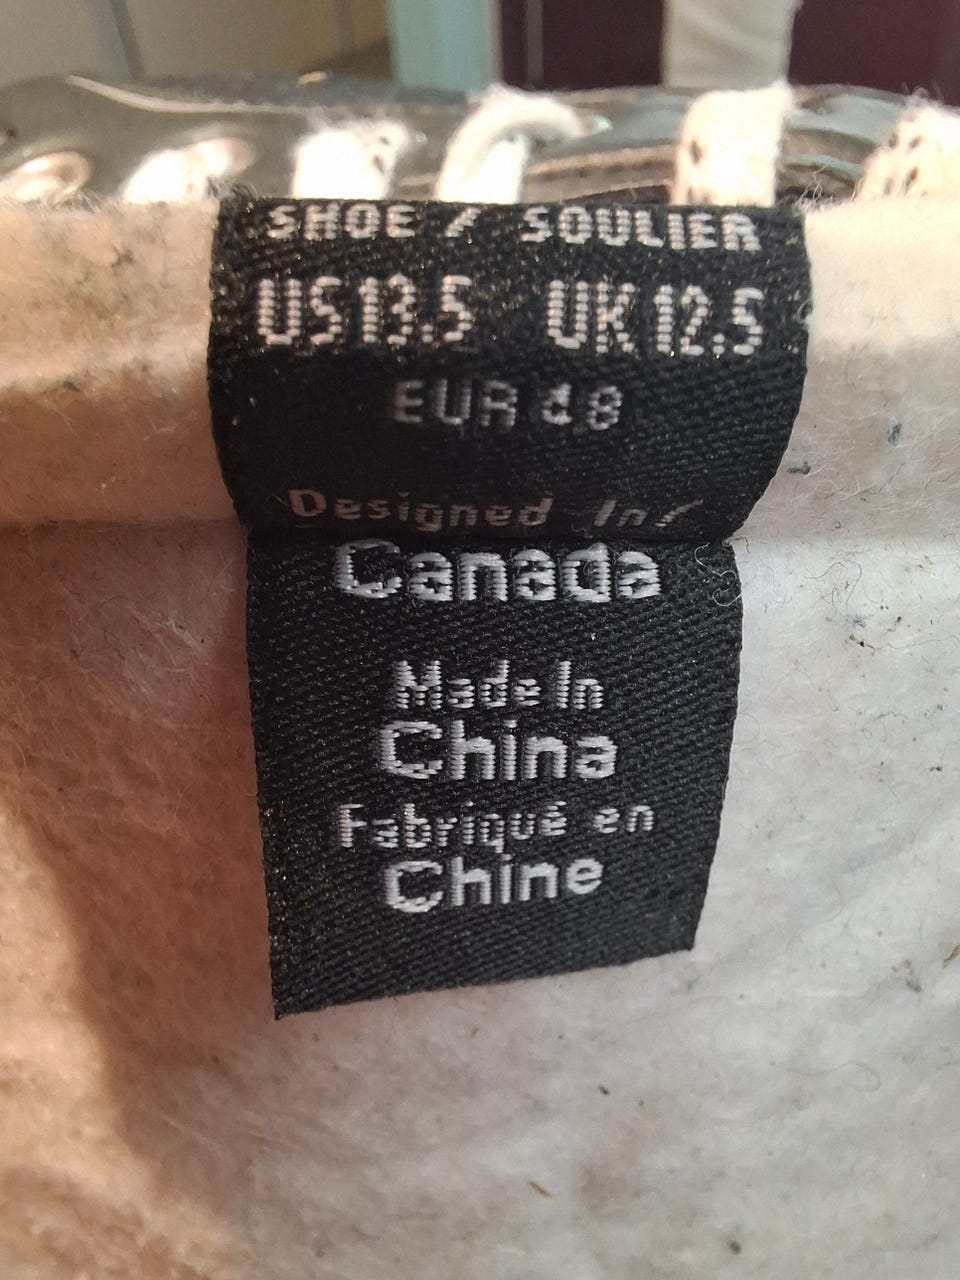 SHOE / SOULIER
US13.5 UK12.5
EUR 48
Designed In/
Canada
Made In
China
Fabriqué en
Chine